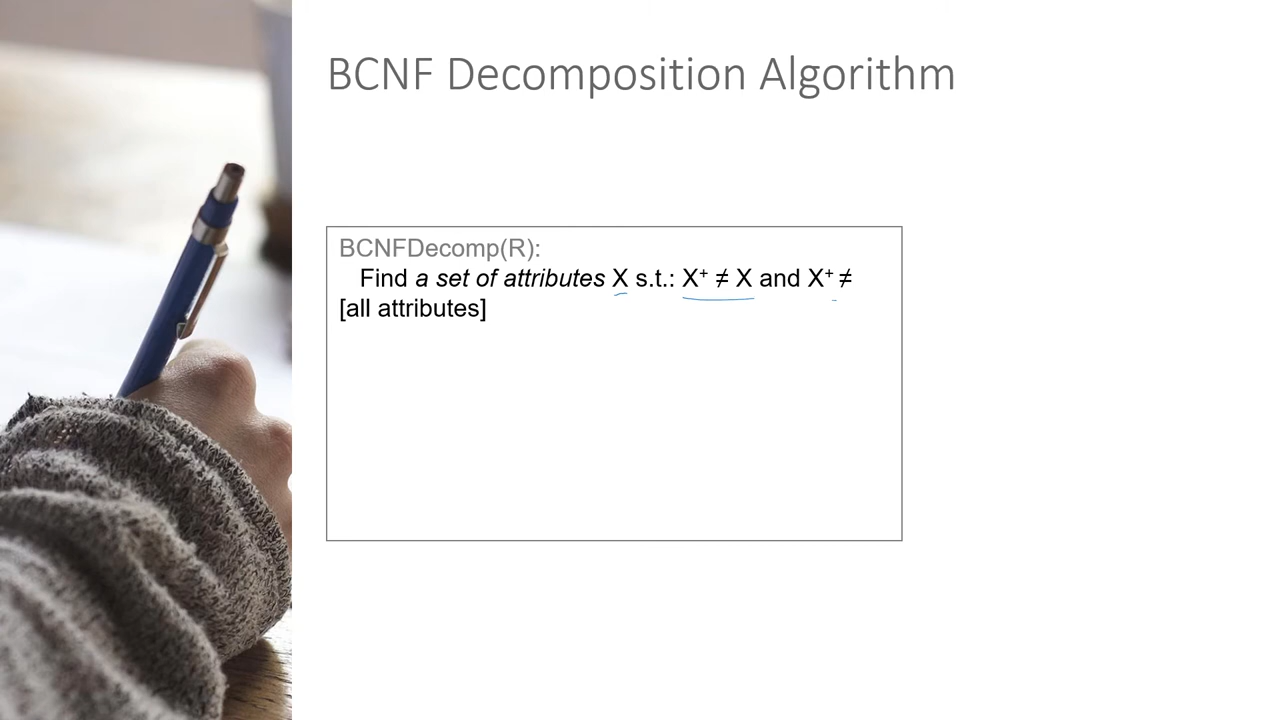 BCNF Decomposition Algorithm
BCNFDecomp(R):
Find a set of attributes X s.t.: X⁺ ≠ X and X⁺ ≠
[all attributes]